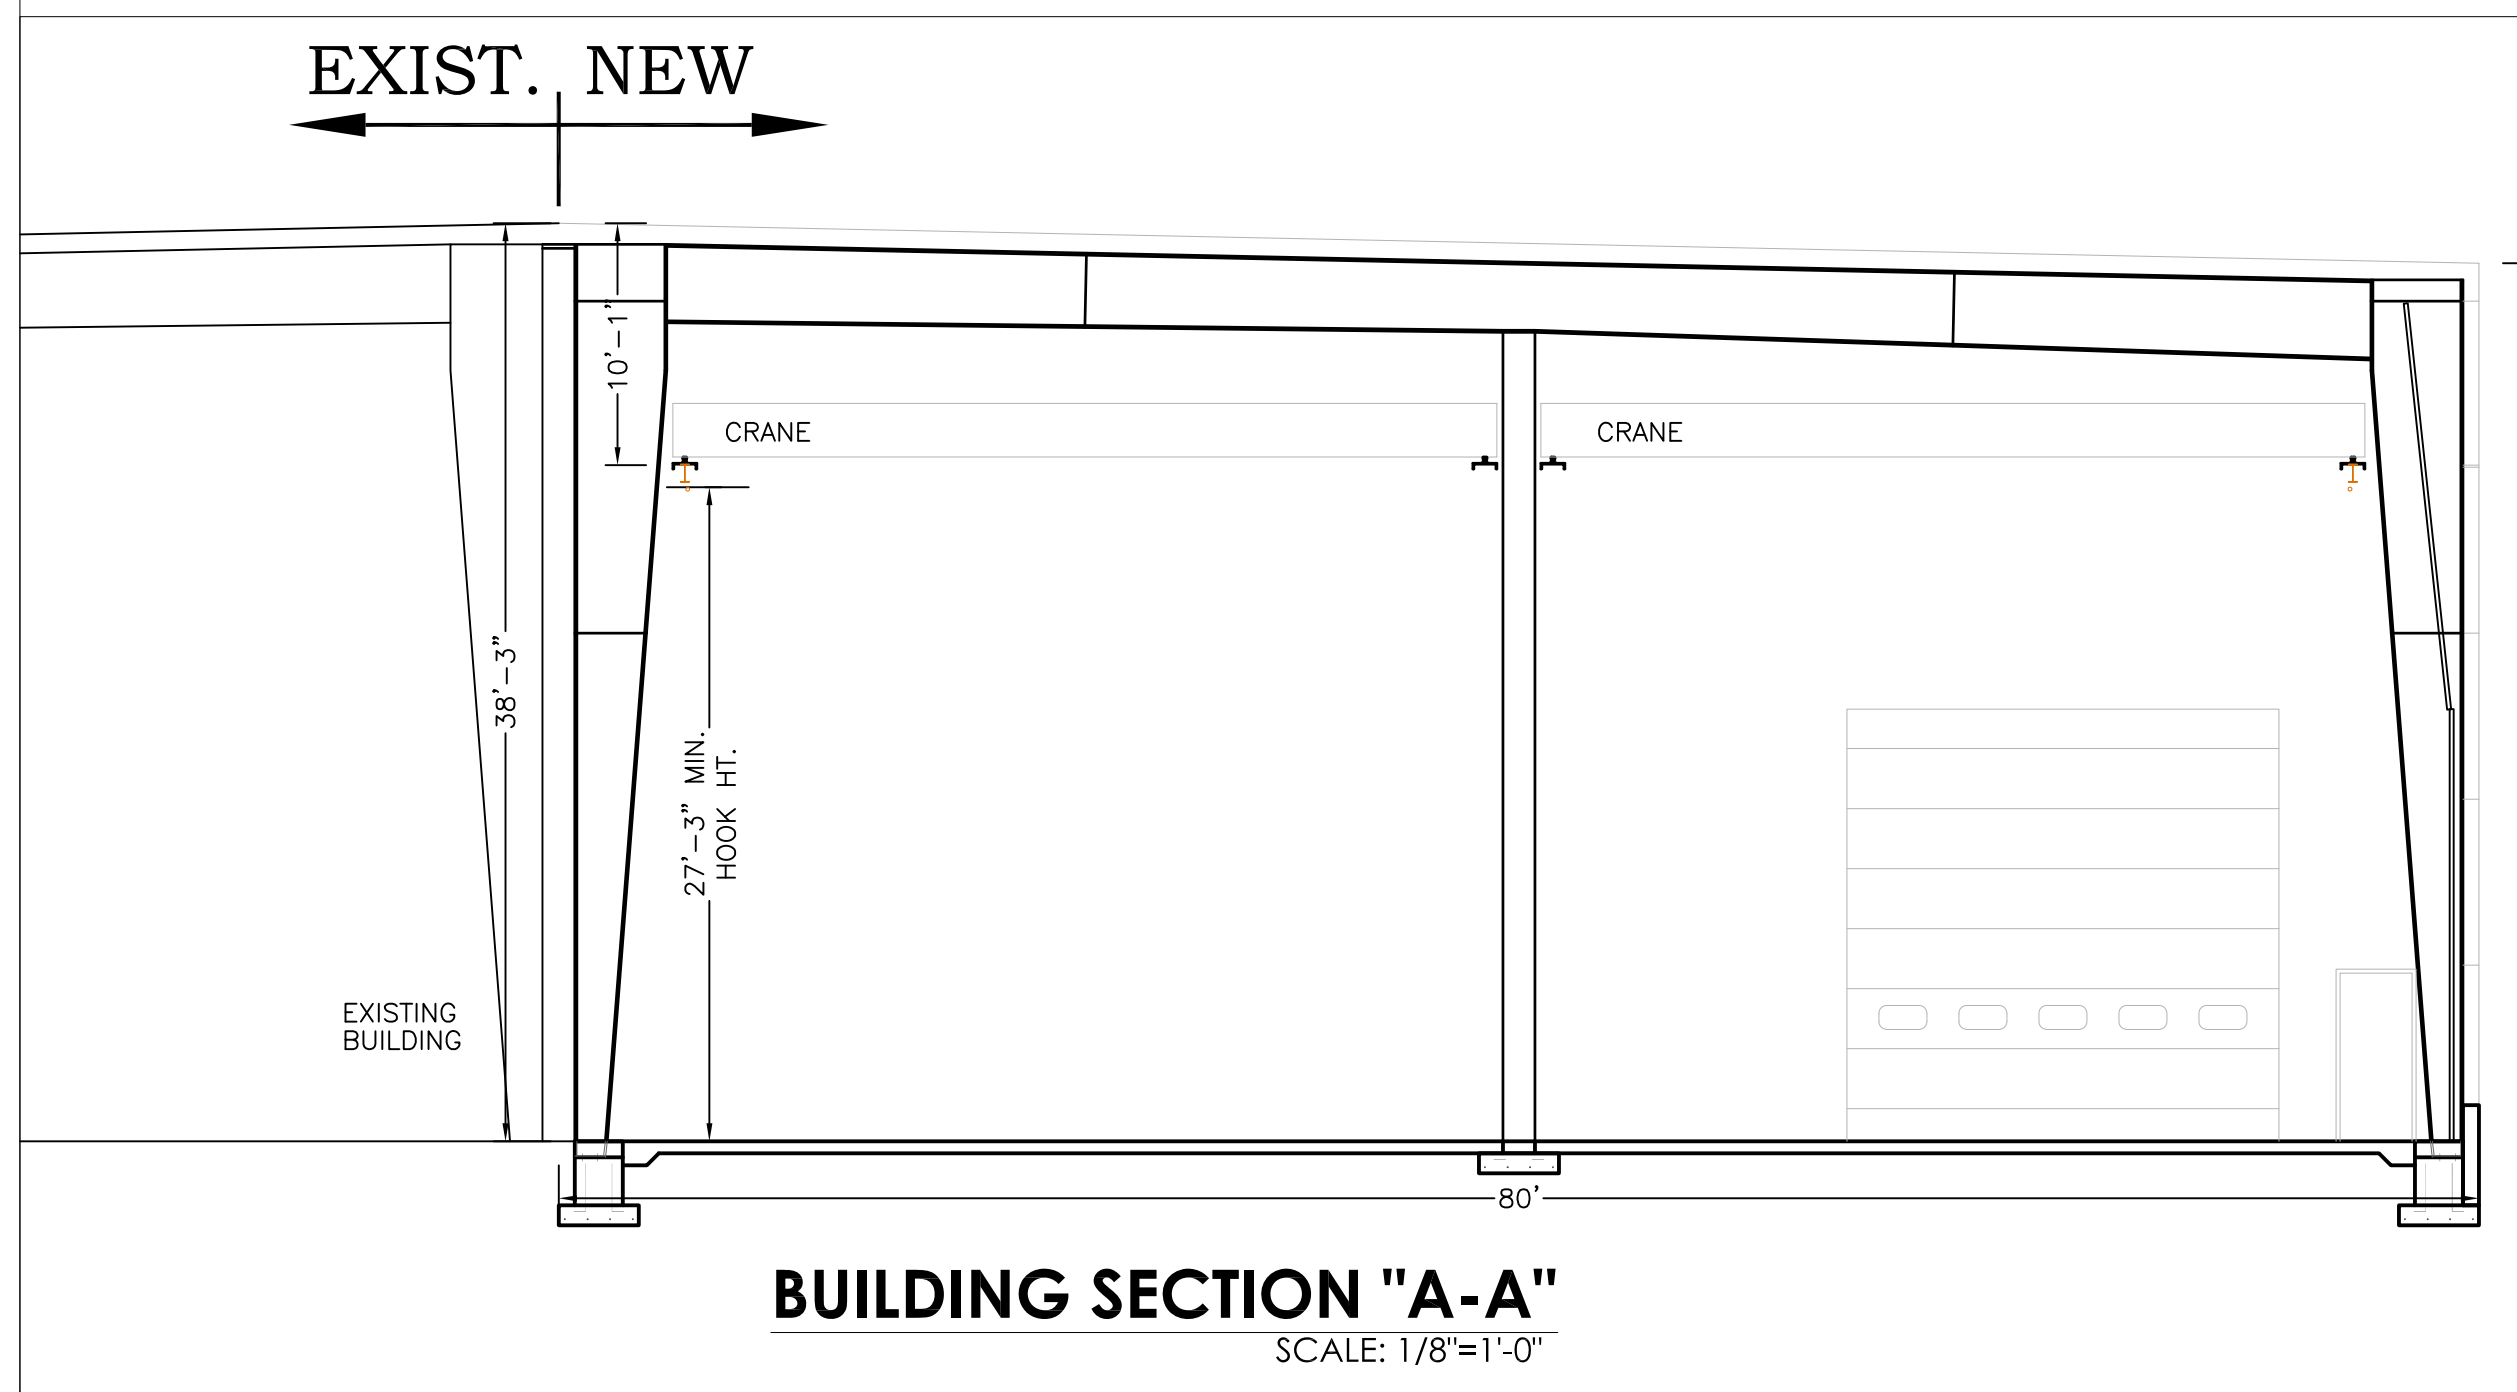 EXIST. NEW
10'-1"
CRANE
CRANE
38'-3"
27'-3" MIN.
HOOK HT.
EXISTING
BUILDING
80'
BUILDING SECTION "A-A"
SCALE: 1/8"=1'-0"